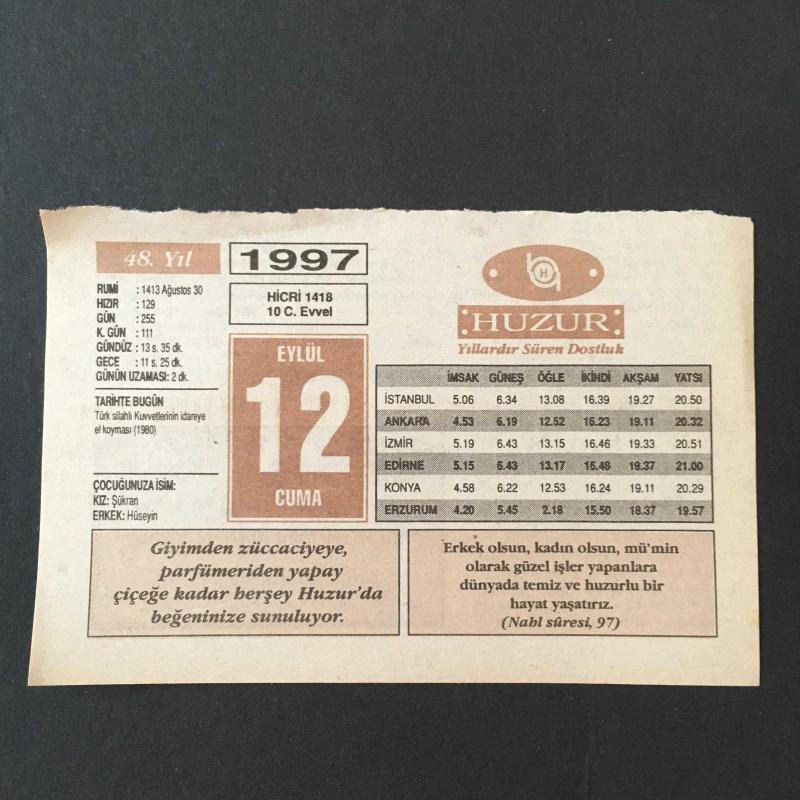 48. Yıl
1997
RUMİ : 1413 Ağustos 30
HIZIR : 129
GÜN : 255
K. GÜN : 111
GÜNDÜZ : 13 s. 35 dk.
GECE : 11 s. 25 dk.
GÜNÜN UZAMASI: 2 dk.
HİCRİ 1418
10 C. Evvel
TARİHTE BUGÜN
Türk silahlı Kuvvetlerinin idareye
el koyması (1980)
ÇOCUĞUNUZA İSİM:
KIZ: Şükran
ERKEK: Hüseyin
EYLÜL
12
CUMA
H
HUZUR
Yıllardır Süren Dostluk
İMSAK GÜNEŞ ÖĞLE İKİNDİ AKŞAM YATSI
İSTANBUL 5.06 6.34 13.08 16.39 19.27 20.50
ANKARA 4.53 6.19 12.52 16.23 19.11 20.32
İZMİR 5.19 6.43 13.15 16.46 19.33 20.51
EDİRNE 5.15 6.43 13.17 16.48 19.37 21.00
KONYA 4.58 6.22 12.53 16.24 19.11 20.29
ERZURUM 4.20 5.45 2.18 15.50 18.37 19.57
Giyimden züccaciyeye,
parfümeriden yapay
çiçeğe kadar herşey Huzur'da
beğeninize sunuluyor.
Erkek olsun, kadın olsun, mü'min
olarak güzel işler yapanlara
dünyada temiz ve huzurlu bir
hayat yaşatırız.
(Nahl sûresi, 97)